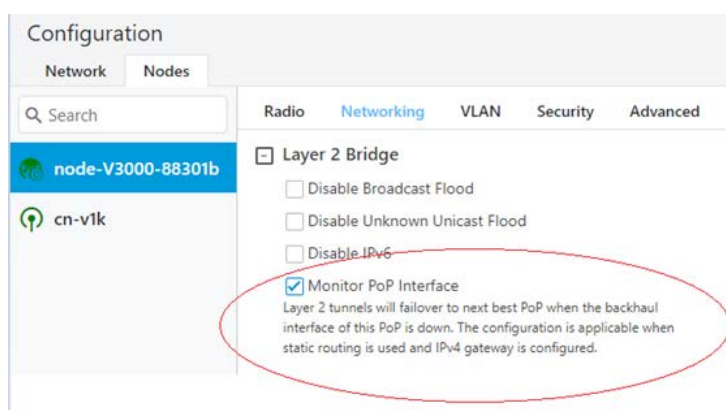 Configuration
Network Nodes
Search
Radio Networking VLAN Security Advanced
node-V3000-88301b
cn-v1k
Layer 2 Bridge
Disable Broadcast Flood
Disable Unknown Unicast Flood
Disable IPv6
Monitor PoP Interface
Layer 2 tunnels will failover to next best PoP when the backhaul
interface of this PoP is down. The configuration is applicable when
static routing is used and IPv4 gateway is configured.